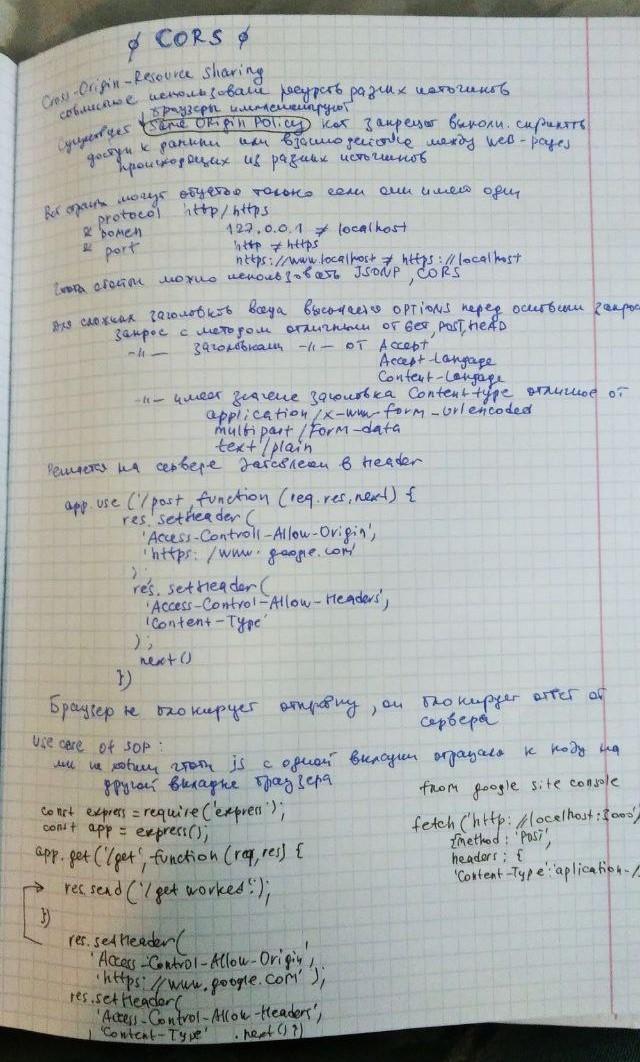 ∮ CORS ∮
Cross-Origin-Resource Sharing
совместное использовани ресурсов разных источников
браузеры имплементируют
Существует Same Origin Policy кот запрещает выполн. скриптов
доступ к данным или взаимодействие между web-pages
происходящих из разных источников
Веб страниц могут общатьс только если они имеют один
protocol http/https
& домен 127.0.0.1 ≠ localhost
& port http ≠ https
https://www.localhost ≠ https://localhost
можно использовать JSONP, CORS
Для сложных заголовков всегда высылается OPTIONS перед основным запрос
запрос с методом отличным от GET, POST, HEAD
-//- заголовками -//- от Accept
Accept-Langage
Content-Langage
-//- имеет значене заголовка Content-type отличное от
application/x-www-form-urlencoded
multipart/form-data
text/plain
Решается на сервере в Header
app.use ('/post, function (req.res,next) {
res.setHeader(
'Access-Controll-Allow-Origin',
'https:/www.google.com'
);
res.setHeader(
'Access-Control-Allow-Headers',
'Content-Type'
);
next()
})
Браузер не блокирует отправку, он блокирует ответ от
сервера
Use case of SOP:
мы не хотим чтобы js с одной вкладки к коду на
другой вкладке браузера
from google site console
const express = require('express');
const app = express();
fetch('http://localhost:3000/
{method: 'POST',
headers: {
'Content-Type':'aplication-/
app.get('/get', function (req,res) {
res.send('/get worked!');
})
res.setHeader(
'Access-Control-Allow-Origin',
'https://www.google.com');
res.setHeader(
'Access-Control-Allow-Headers',
'Content-Type' .next()})